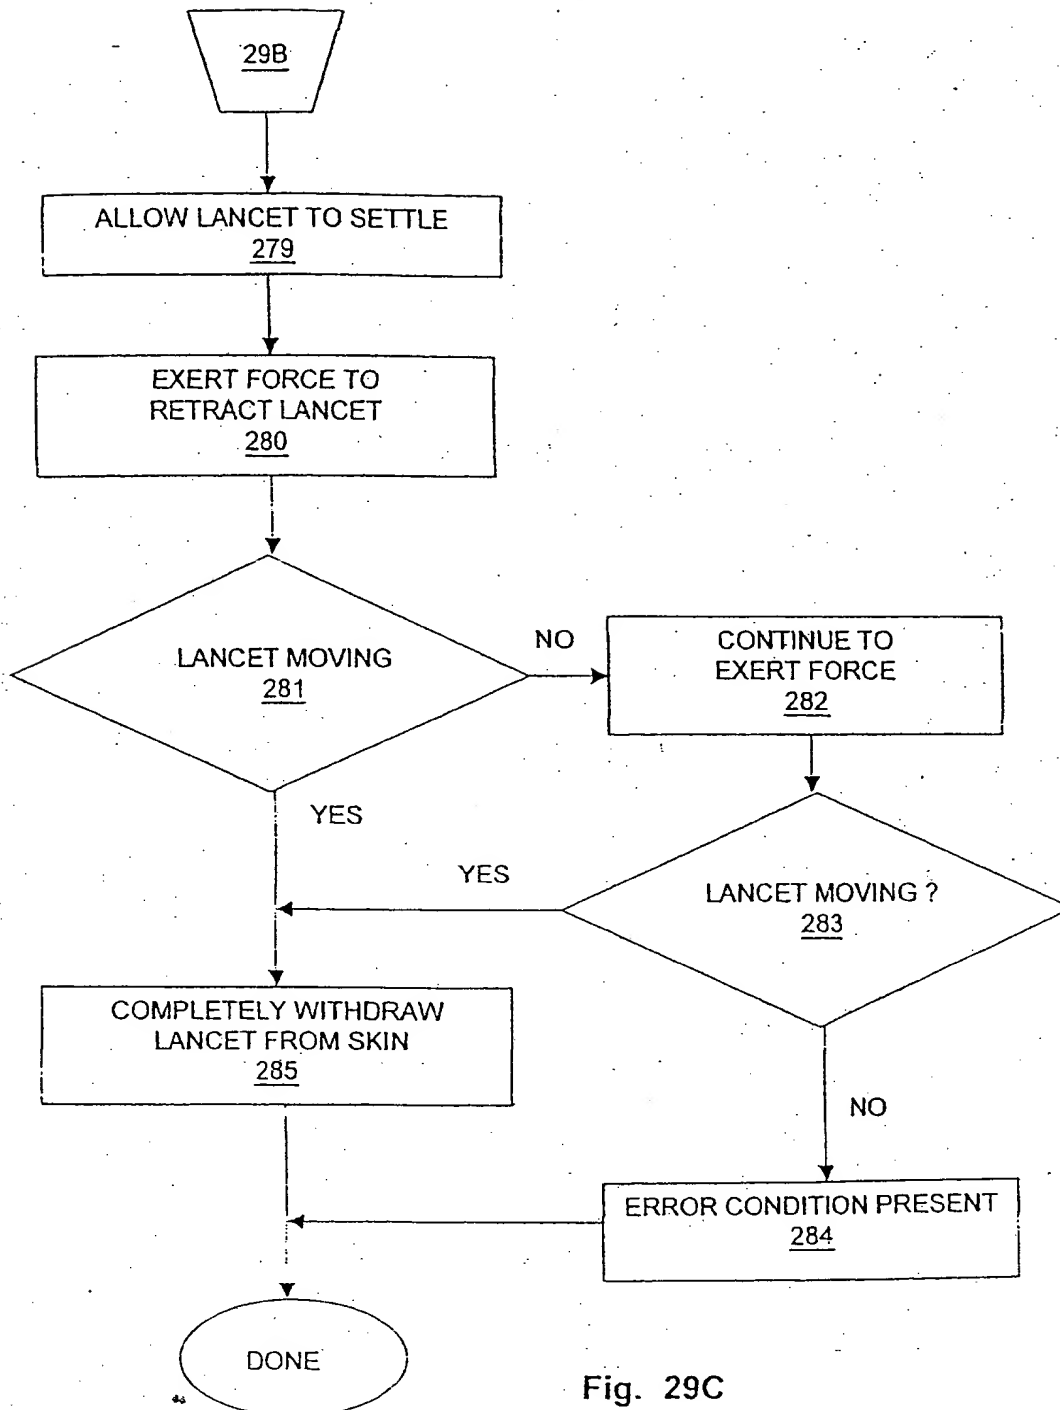 29B
ALLOW LANCET TO SETTLE
279
EXERT FORCE TO
RETRACT LANCET
280
LANCET MOVING
281
NO
CONTINUE TO
EXERT FORCE
282
YES
YES
LANCET MOVING ?
283
COMPLETELY WITHDRAW
LANCET FROM SKIN
285
NO
ERROR CONDITION PRESENT
284
DONE
Fig. 29C